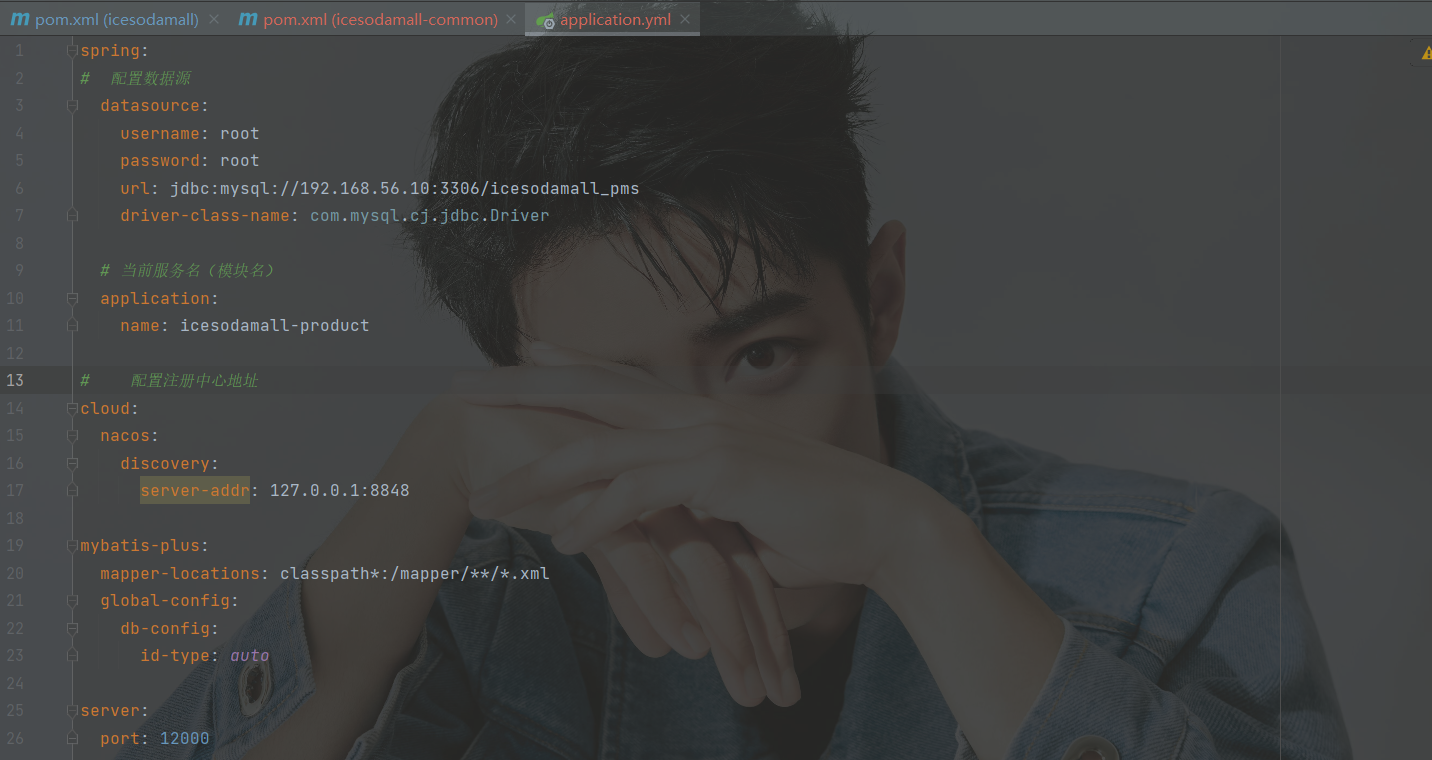 pom.xml (icesodamall) pom.xml (icesodamall-common) application.yml
1 spring:
2 #  配置数据源
3   datasource:
4     username: root
5     password: root
6     url: jdbc:mysql://192.168.56.10:3306/icesodamall_pms
7     driver-class-name: com.mysql.cj.jdbc.Driver
8
9   # 当前服务名（模块名）
10   application:
11     name: icesodamall-product
12
13 #    配置注册中心地址
14 cloud:
15   nacos:
16     discovery:
17       server-addr: 127.0.0.1:8848
18
19 mybatis-plus:
20   mapper-locations: classpath*:/mapper/**/*.xml
21   global-config:
22     db-config:
23       id-type: auto
24
25 server:
26   port: 12000